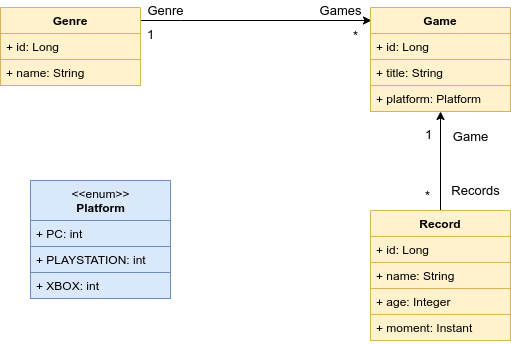 Genre
+ id: Long
+ name: String
Genre
1
Games
*
Game
+ id: Long
+ title: String
+ platform: Platform
1
Game
*
Records
<<enum>>
Platform
+ PC: int
+ PLAYSTATION: int
+ XBOX: int
Record
+ id: Long
+ name: String
+ age: Integer
+ moment: Instant